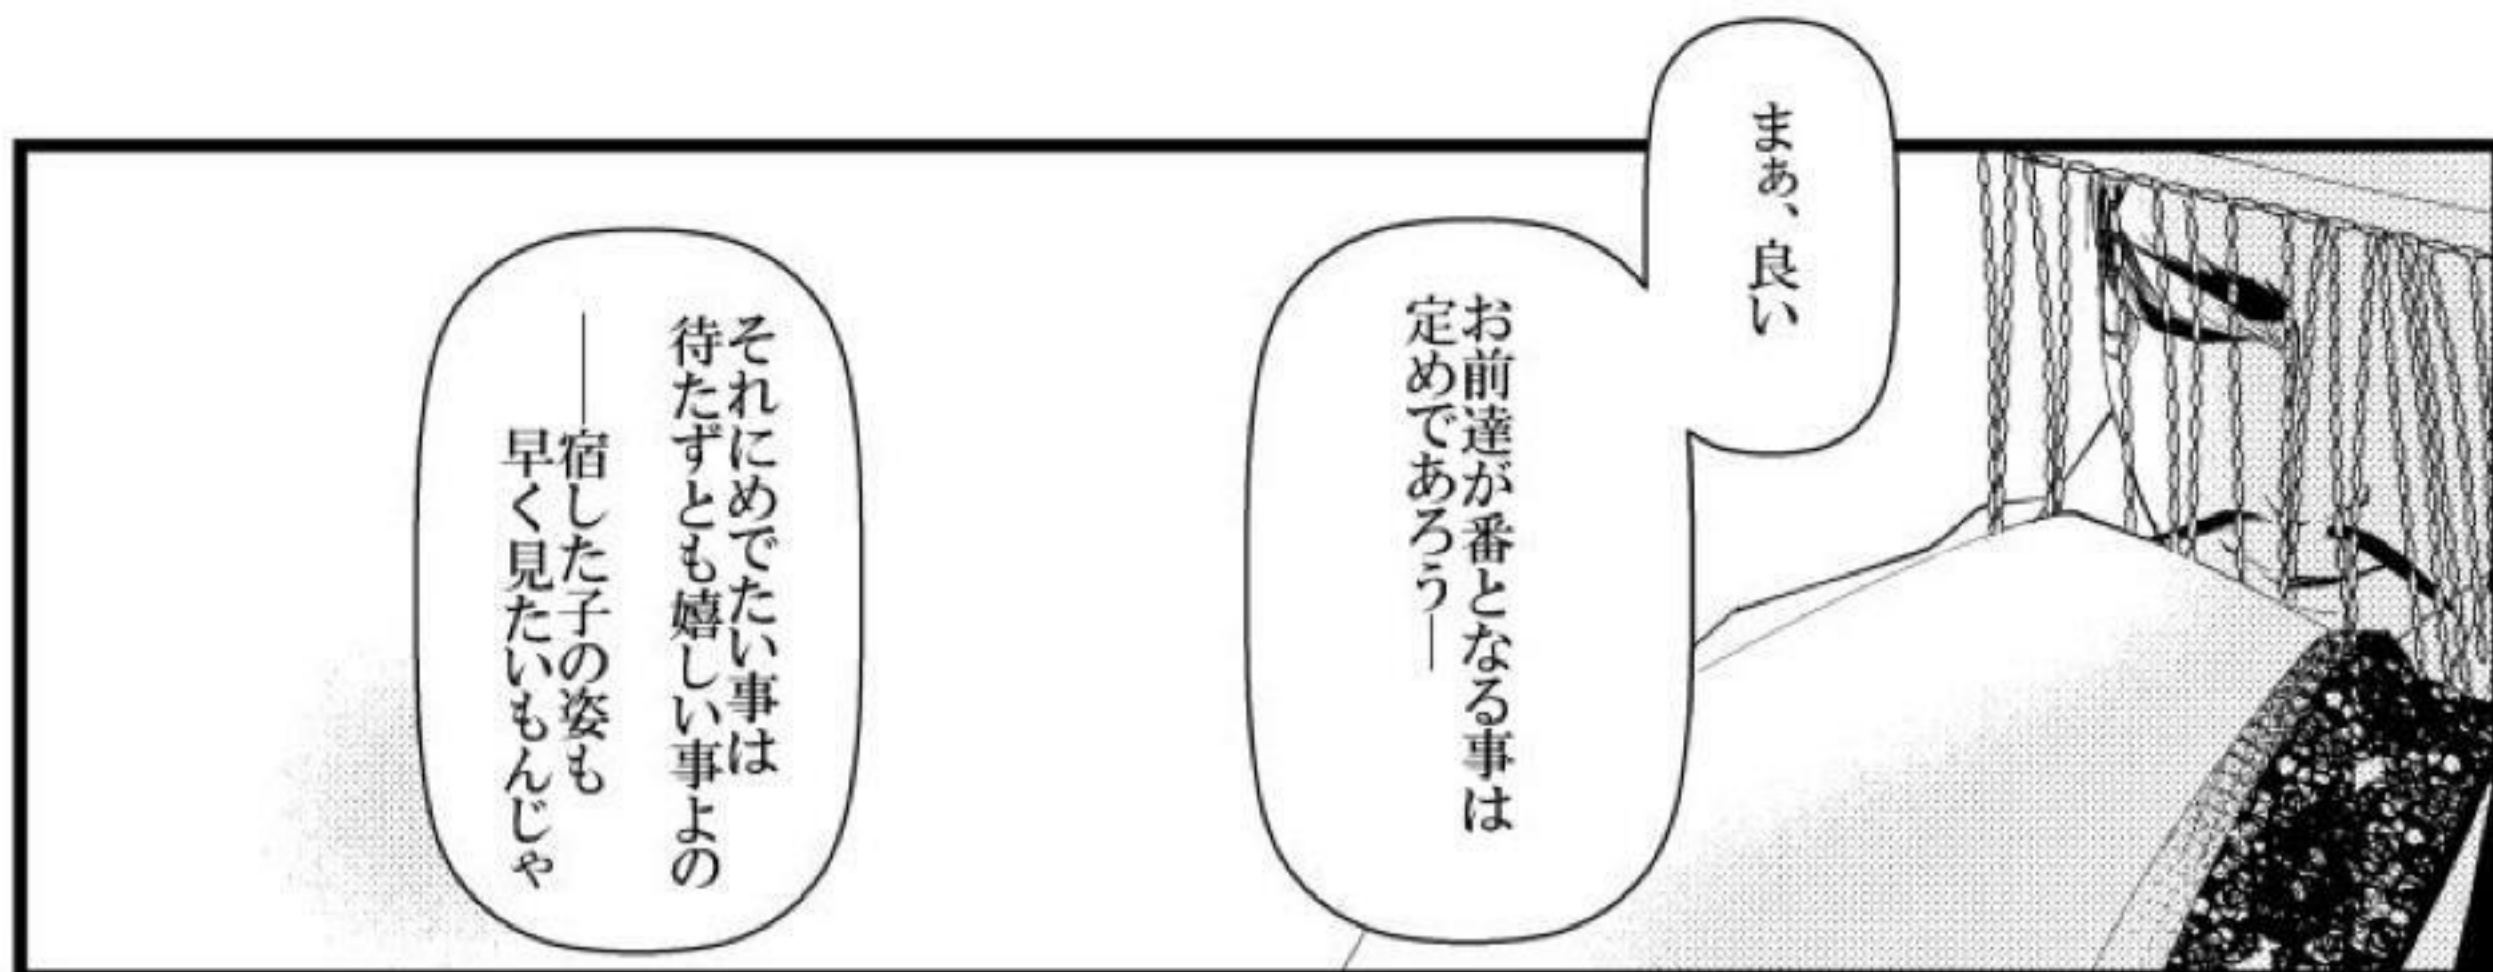 まぁ、良い
お前達が番となる事は
定めであろう―
それにめでたい事は
待たずとも嬉しい事よの
――宿した子の姿も
早く見たいもんじゃ